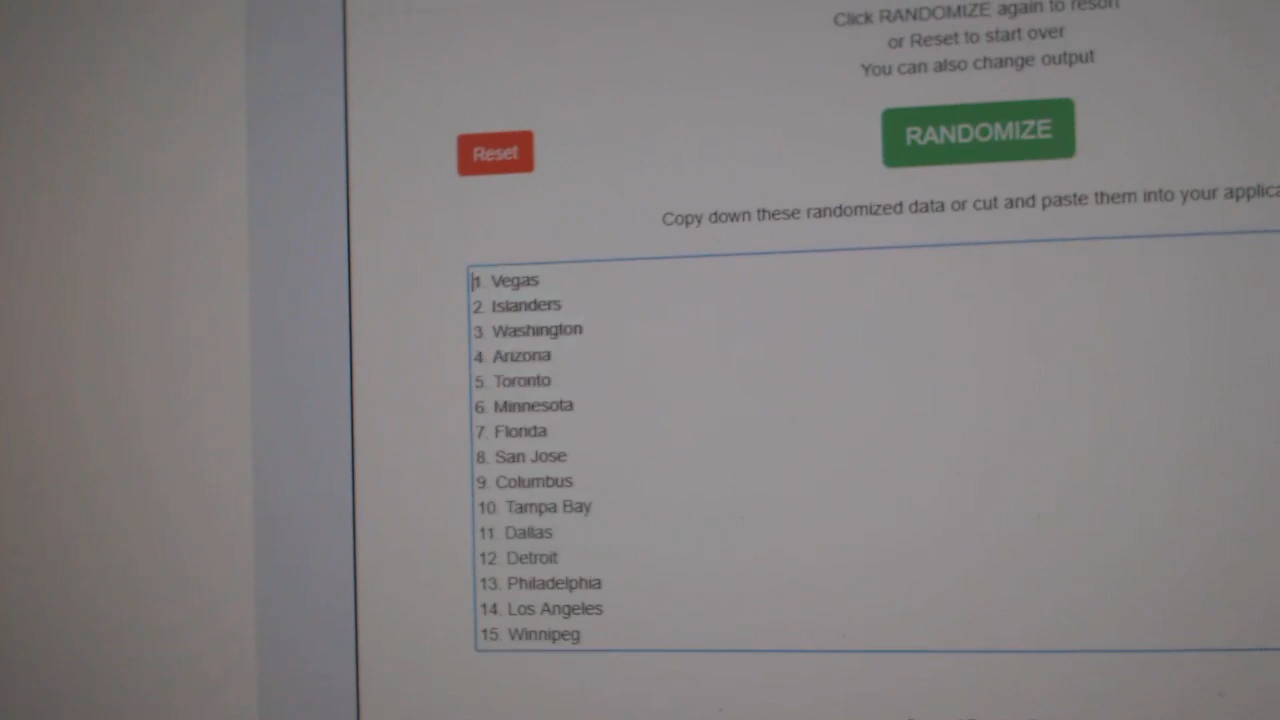 Click RANDOMIZE again to resort
or Reset to start over
You can also change output
Reset
RANDOMIZE
Copy down these randomized data or cut and paste them into your applica
1. Vegas
2. Islanders
3. Washington
4. Arizona
5. Toronto
6. Minnesota
7. Florida
8. San Jose
9. Columbus
10. Tampa Bay
11. Dallas
12. Detroit
13. Philadelphia
14. Los Angeles
15. Winnipeg